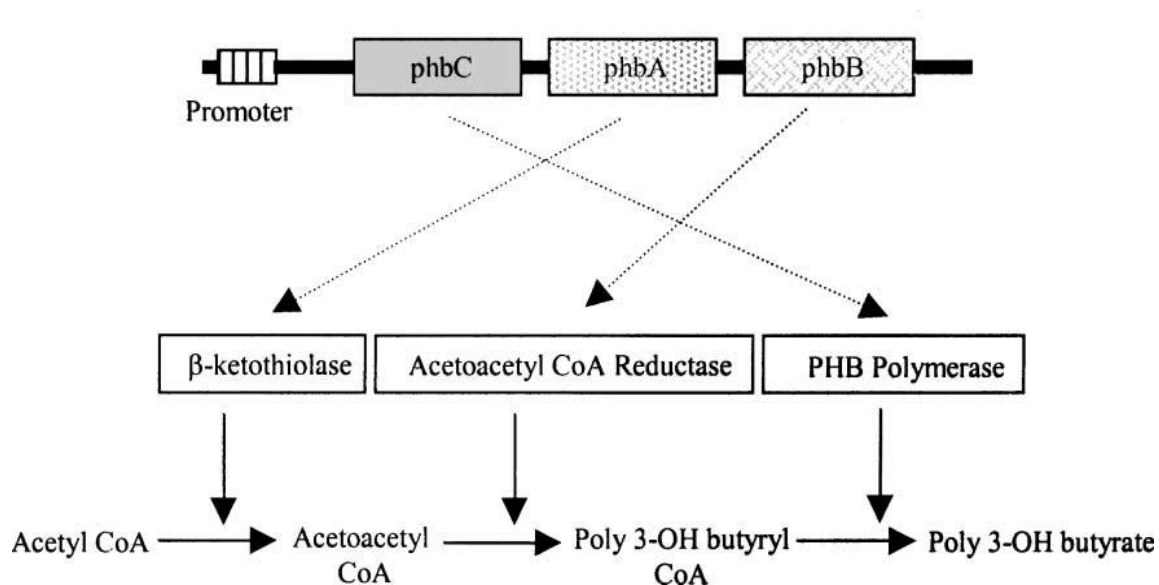 phbC phbA phbB
Promoter
β-ketothiolase Acetoacetyl CoA Reductase PHB Polymerase
Acetyl CoA Acetoacetyl Poly 3-OH butyryl Poly 3-OH butyrate
CoA CoA